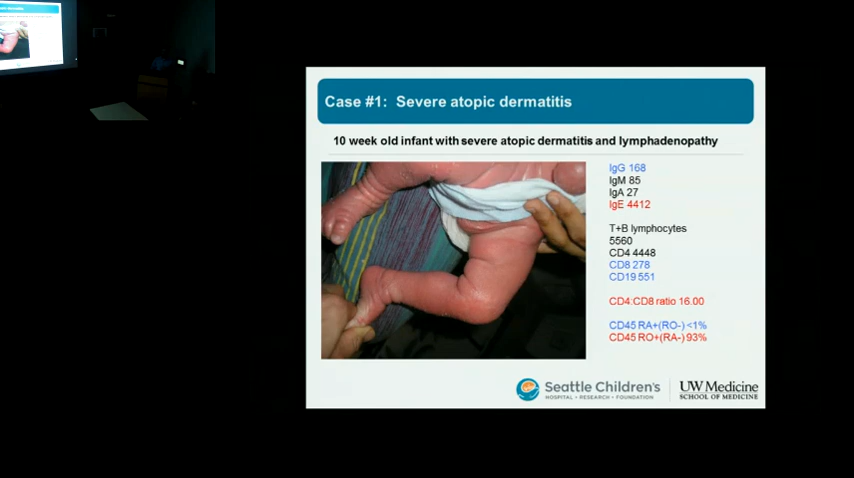 Case #1: Severe atopic dermatitis
10 week old infant with severe atopic dermatitis and lymphadenopathy
IgG 168
IgM 85
IgA 27
IgE 4412
T+B lymphocytes
5560
CD4 4448
CD8 278
CD19 551
CD4:CD8 ratio 16.00
CD45 RA+(RO-) <1%
CD45 RO+(RA-) 93%
Seattle Children's
HOSPITAL • RESEARCH • FOUNDATION
UW Medicine
SCHOOL OF MEDICINE